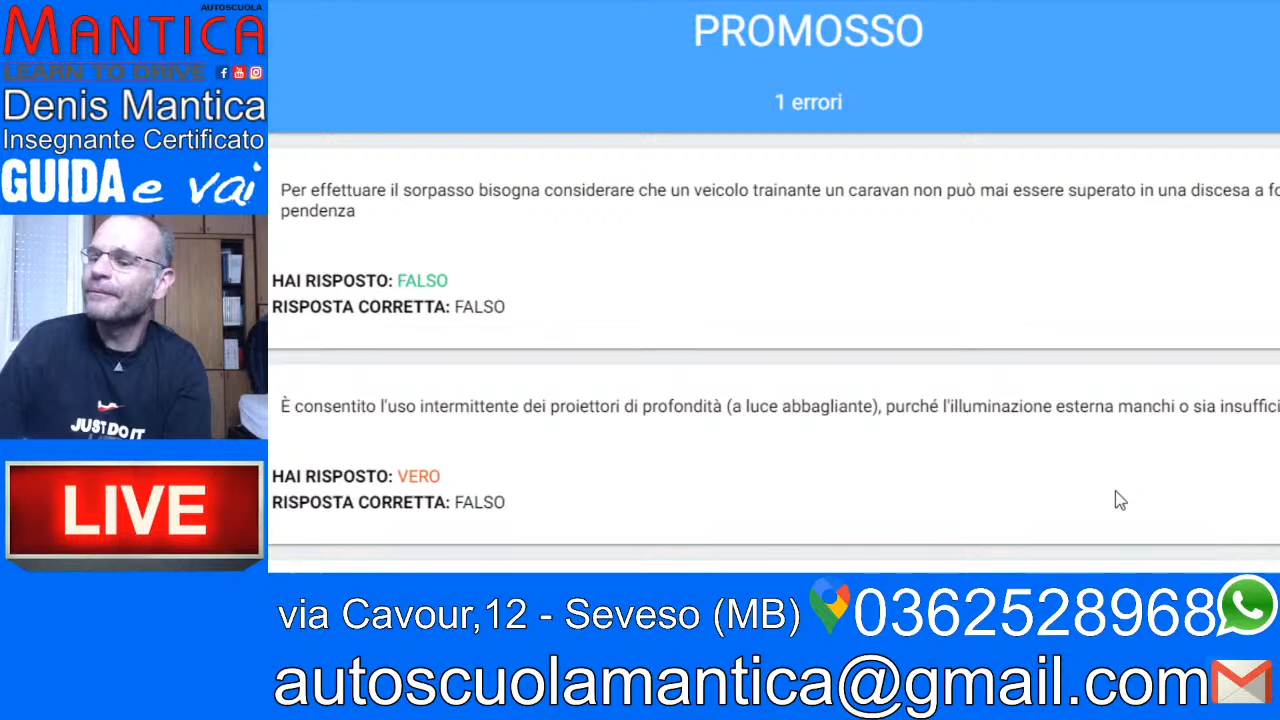 AUTOSCUOLA
MANTICA
LEARN TO DRIVE
Denis Mantica
Insegnante Certificato
GUIDA e vai
JUST DO IT
LIVE
PROMOSSO
1 errori
Per effettuare il sorpasso bisogna considerare che un veicolo trainante un caravan non può mai essere superato in una discesa a fo
pendenza
HAI RISPOSTO: FALSO
RISPOSTA CORRETTA: FALSO
È consentito l'uso intermittente dei proiettori di profondità (a luce abbagliante), purché l'illuminazione esterna manchi o sia insuffici
HAI RISPOSTO: VERO
RISPOSTA CORRETTA: FALSO
via Cavour,12 - Seveso (MB) 0362528968
autoscuolamantica@gmail.com